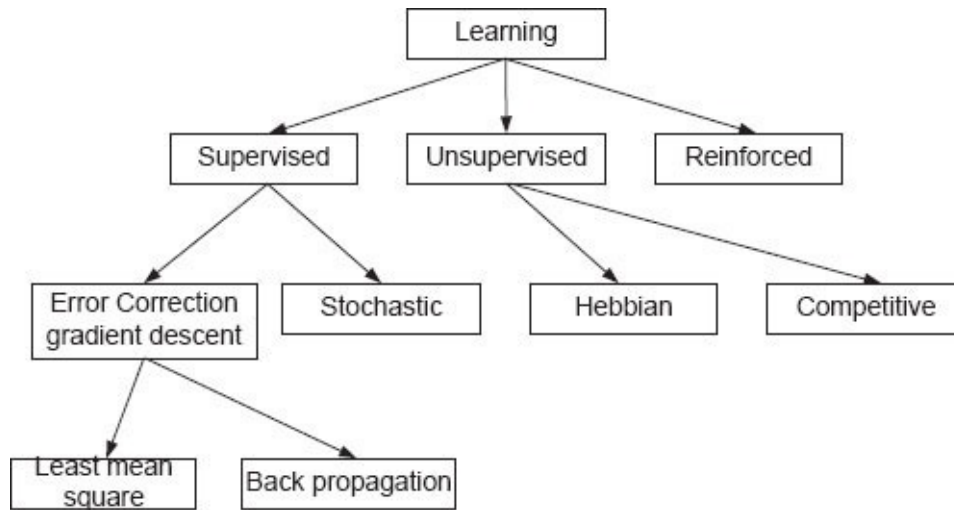 Learning
Supervised
Unsupervised
Reinforced
Error Correction
gradient descent
Stochastic
Hebbian
Competitive
Least mean
square
Back propagation